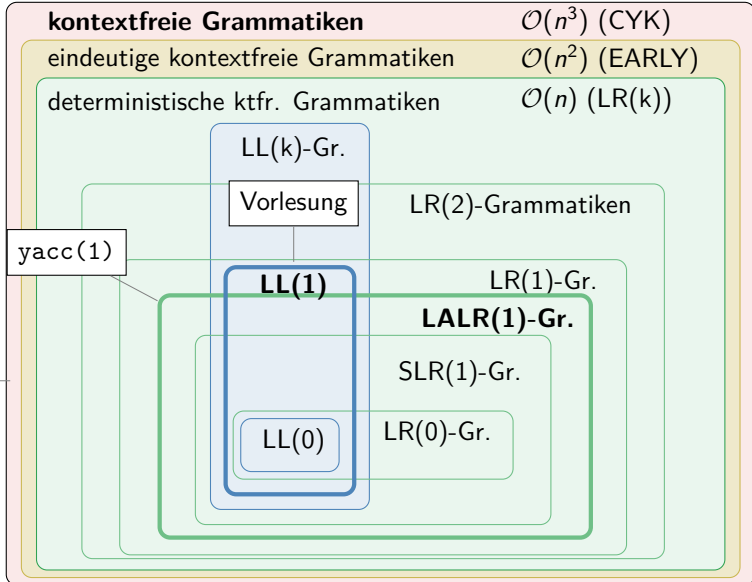 kontextfreie Grammatiken 𝒪(n³) (CYK)
eindeutige kontextfreie Grammatiken 𝒪(n²) (EARLY)
deterministische ktfr. Grammatiken 𝒪(n) (LR(k))
LL(k)-Gr.
Vorlesung
LR(2)-Grammatiken
yacc(1)
LL(1)
LR(1)-Gr.
LALR(1)-Gr.
SLR(1)-Gr.
LL(0)
LR(0)-Gr.